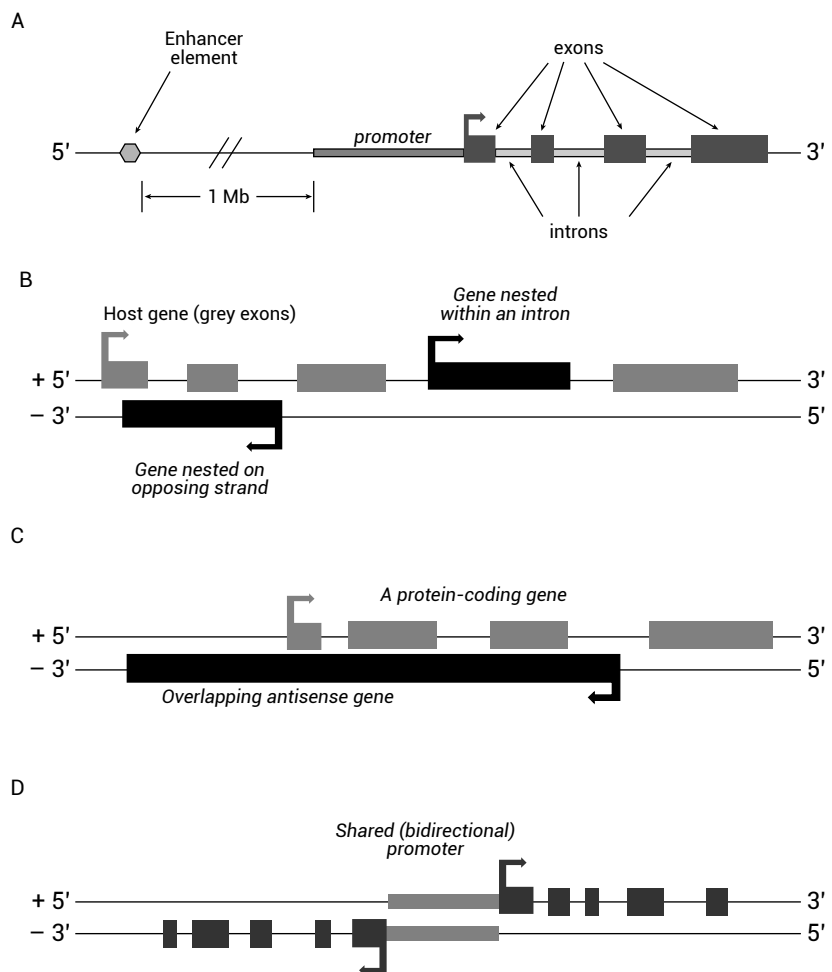 A
Enhancer
element
exons
5′
promoter
3′
1 Mb
introns
B
Host gene (grey exons)
Gene nested
within an intron
+ 5′
3′
− 3′
5′
Gene nested on
opposing strand
C
A protein-coding gene
+ 5′
3′
− 3′
5′
Overlapping antisense gene
D
Shared (bidirectional)
promoter
+ 5′
3′
− 3′
5′